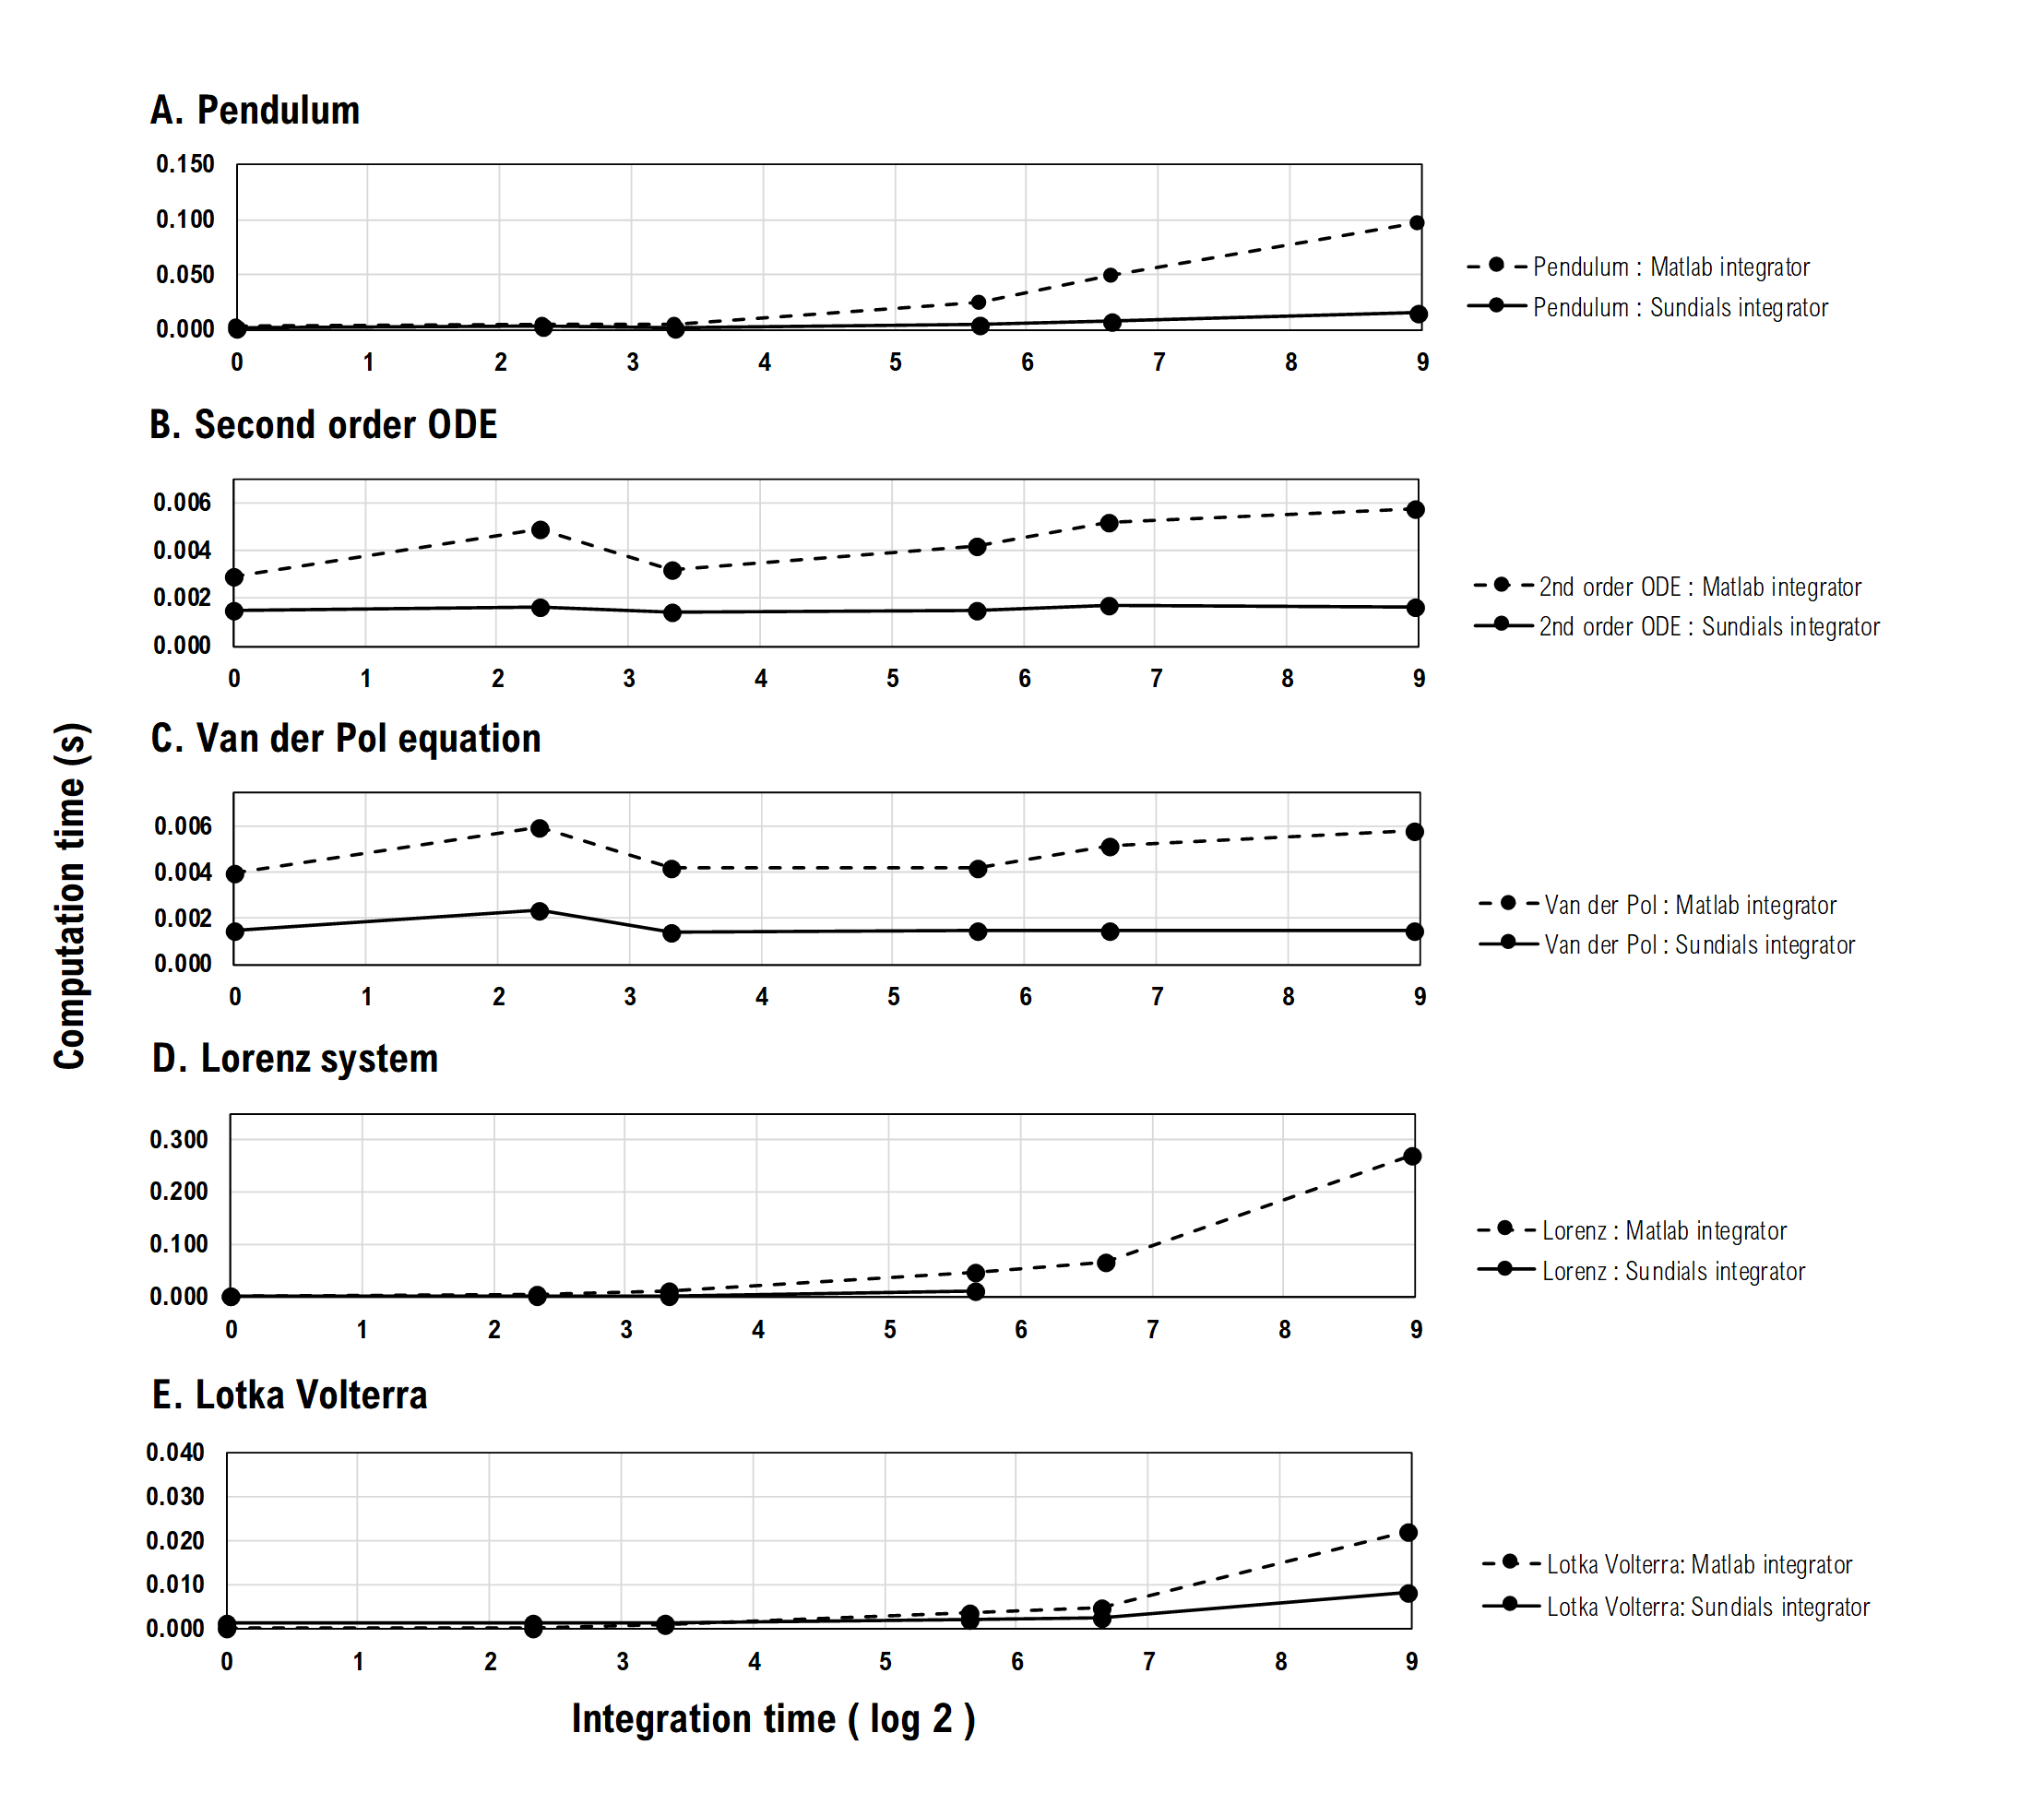 A. Pendulum
0.150
0.100
0.050
0.000
0 1 2 3 4 5 6 7 8 9
Pendulum : Matlab integrator
Pendulum : Sundials integrator
B. Second order ODE
0.006
0.004
0.002
0.000
0 1 2 3 4 5 6 7 8 9
2nd order ODE : Matlab integrator
2nd order ODE : Sundials integrator
Computation time (s)
C. Van der Pol equation
0.006
0.004
0.002
0.000
0 1 2 3 4 5 6 7 8 9
Van der Pol : Matlab integrator
Van der Pol : Sundials integrator
D. Lorenz system
0.300
0.200
0.100
0.000
0 1 2 3 4 5 6 7 8 9
Lorenz : Matlab integrator
Lorenz : Sundials integrator
E. Lotka Volterra
0.040
0.030
0.020
0.010
0.000
0 1 2 3 4 5 6 7 8 9
Lotka Volterra: Matlab integrator
Lotka Volterra: Sundials integrator
Integration time ( log 2 )